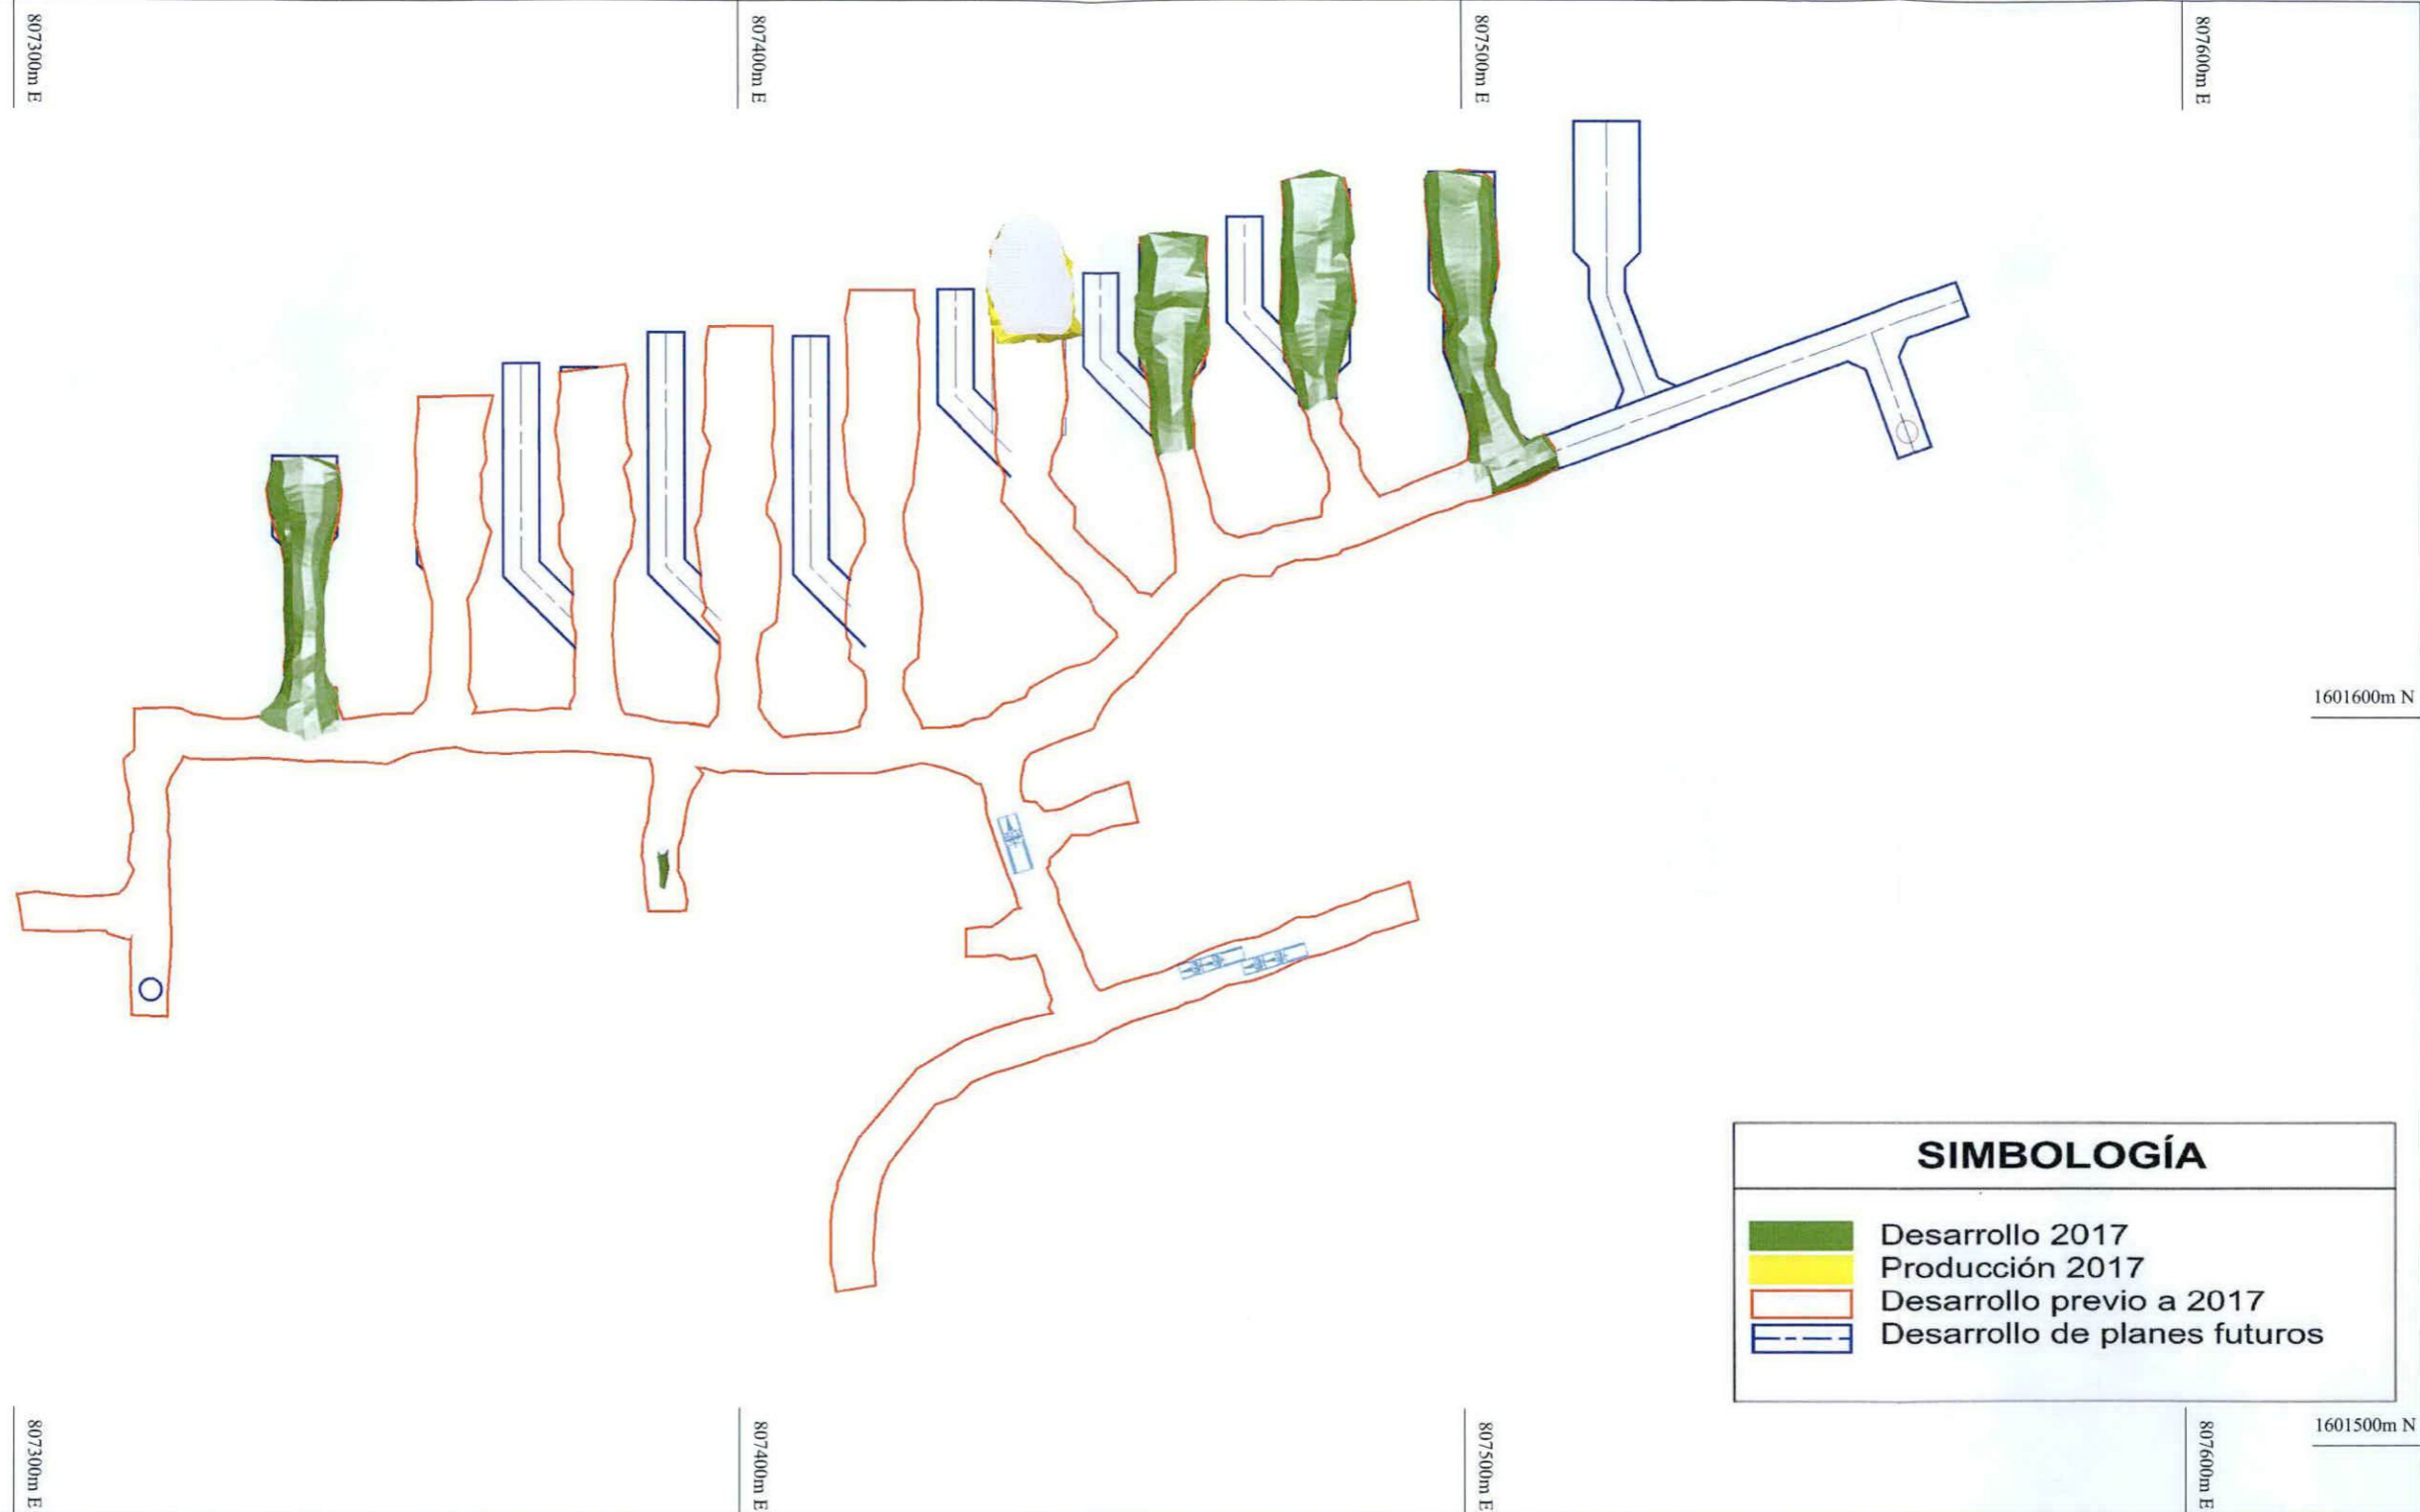 807300m E
807400m E
807500m E
807600m E
1601600m N
SIMBOLOGÍA
Desarrollo 2017
Producción 2017
Desarrollo previo a 2017
Desarrollo de planes futuros
1601500m N
807300m E
807400m E
807500m E
807600m E